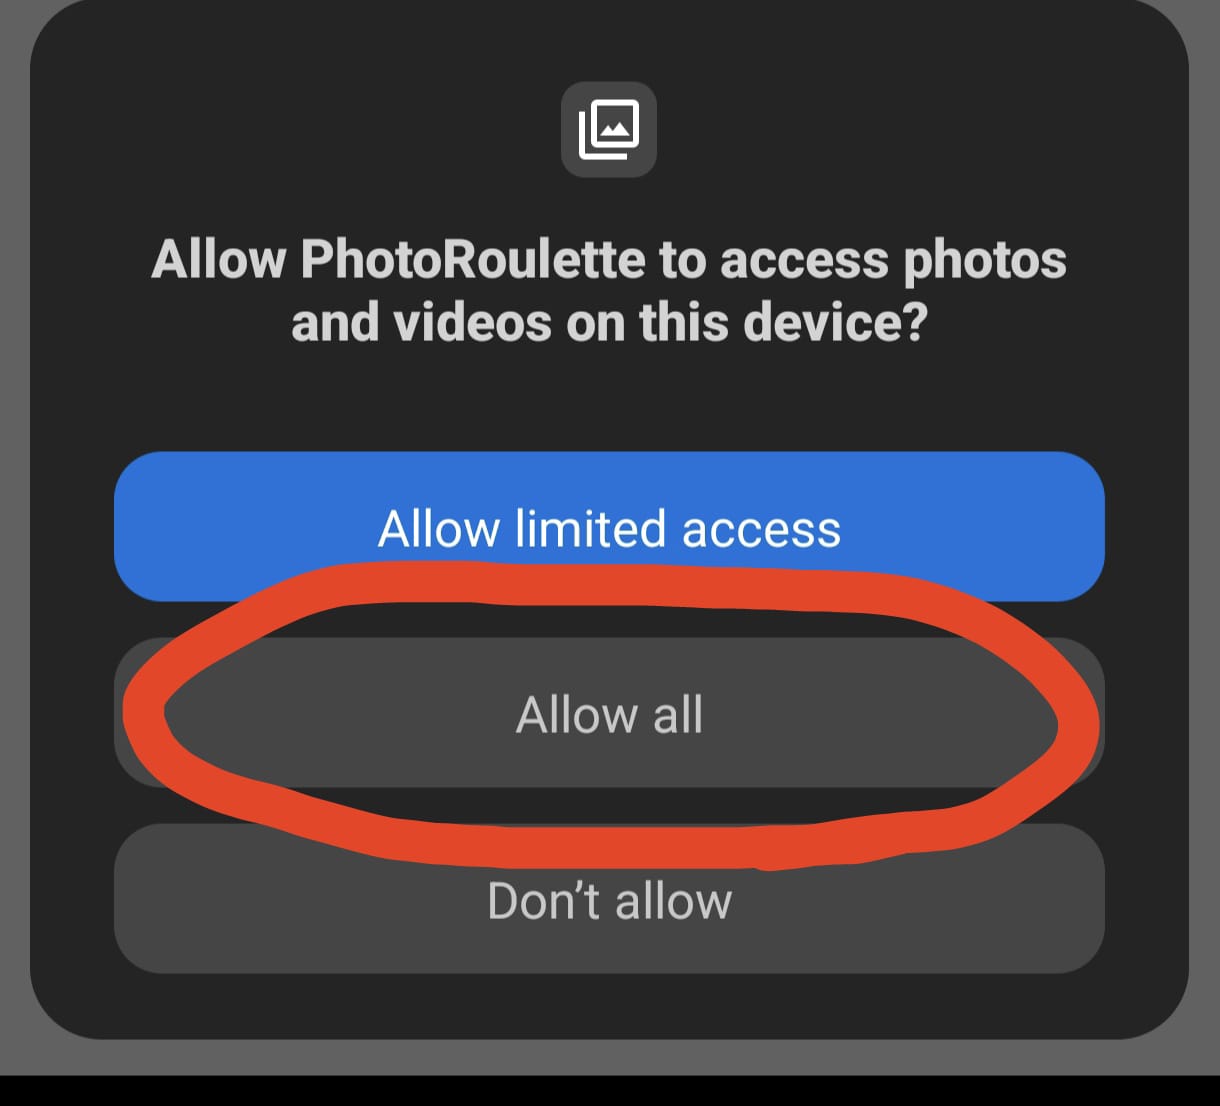 Allow PhotoRoulette to access photos
and videos on this device?
Allow limited access
Allow all
Don’t allow